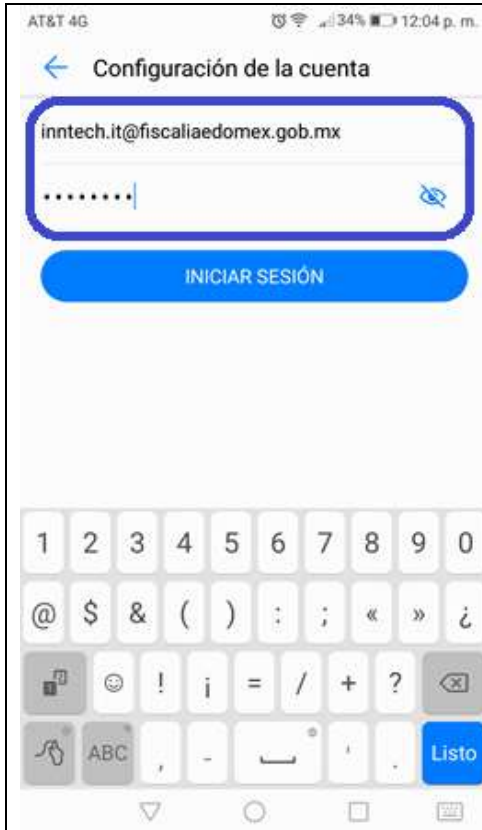 AT&T 4G 34% 12:04 p. m.
Configuración de la cuenta
inntech.it@fiscaliaedomex.gob.mx
••••••••
INICIAR SESIÓN
1 2 3 4 5 6 7 8 9 0
@ $ & ( ) : ; « » ¿
! ¡ = / + ?
ABC , - ' . Listo